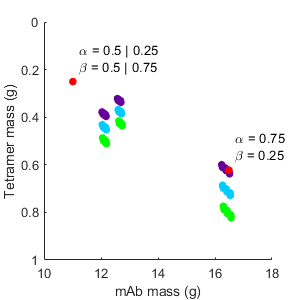 0
α = 0.5 | 0.25
β = 0.5 | 0.75
0.2
0.4
α = 0.75
β = 0.25
0.6
0.8
1
10
12
14
16
18
Tetramer mass (g)
mAb mass (g)